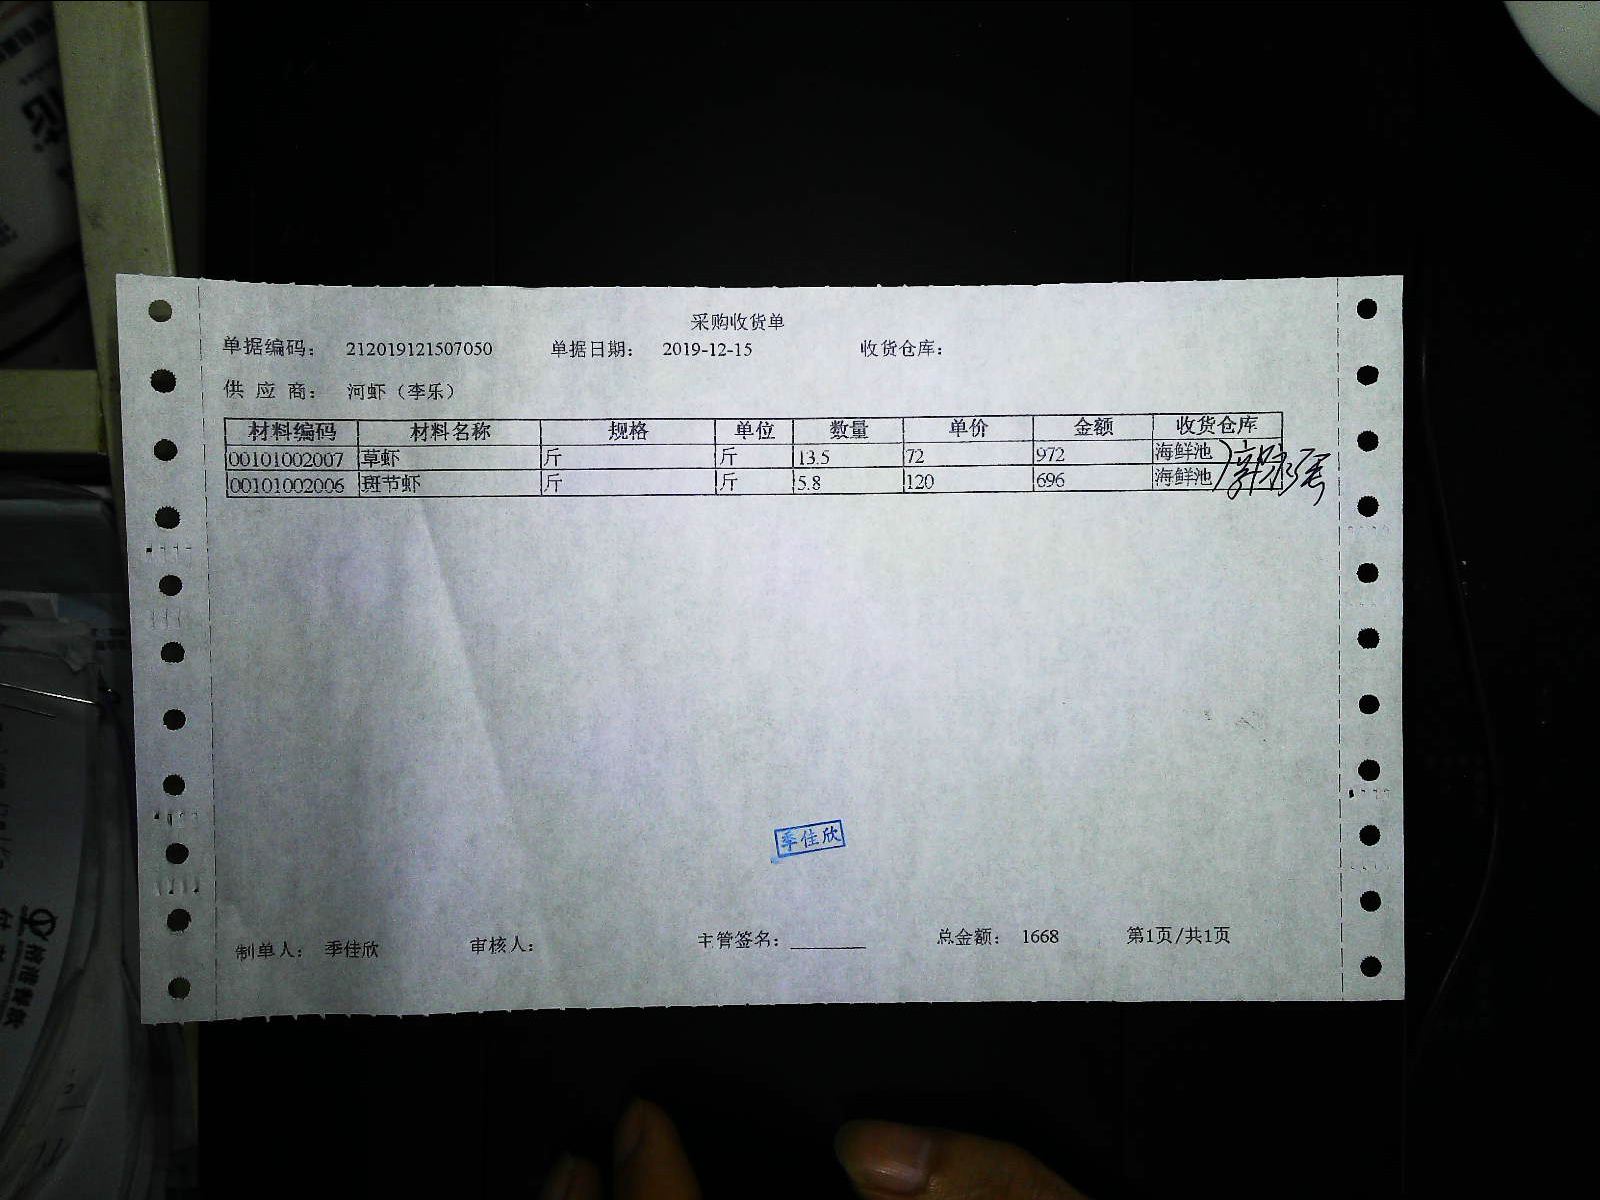 采购收货单
单据编码： 212019121507050 单据日期： 2019-12-15 收货仓库：
供 应 商： 河虾（李乐）
材料编码 材料名称 规格 单位 数量 单价 金额 收货仓库
00101002007 草虾 斤 斤 13.5 72 972 海鲜池
00101002006 斑节虾 斤 斤 5.8 120 696 海鲜池
季佳欣
制单人： 季佳欣 审核人： 主管签名：________ 总金额： 1668 第1页/共1页